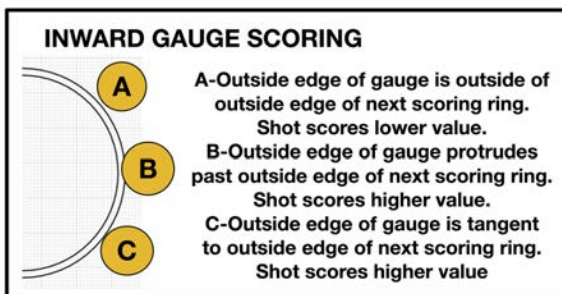 INWARD GAUGE SCORING
A
B
C
A-Outside edge of gauge is outside of
outside edge of next scoring ring.
Shot scores lower value.
B-Outside edge of gauge protrudes
past outside edge of next scoring ring.
Shot scores higher value.
C-Outside edge of gauge is tangent
to outside edge of next scoring ring.
Shot scores higher value